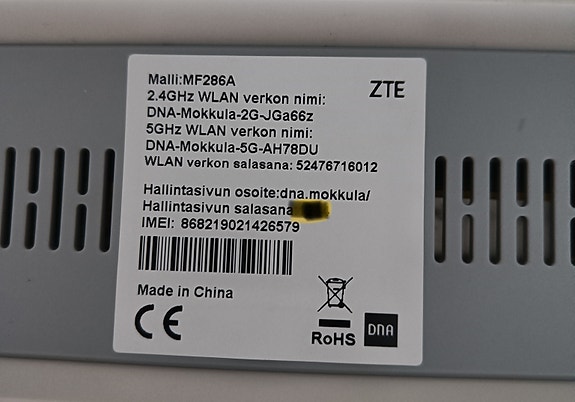 Malli:MF286A
ZTE
2.4GHz WLAN verkon nimi:
DNA-Mokkula-2G-JGa66z
5GHz WLAN verkon nimi:
DNA-Mokkula-5G-AH78DU
WLAN verkon salasana: 52476716012
Hallintasivun osoite:dna.mokkula/
Hallintasivun salasana
IMEI: 868219021426579
Made in China
CE
RoHS
DNA